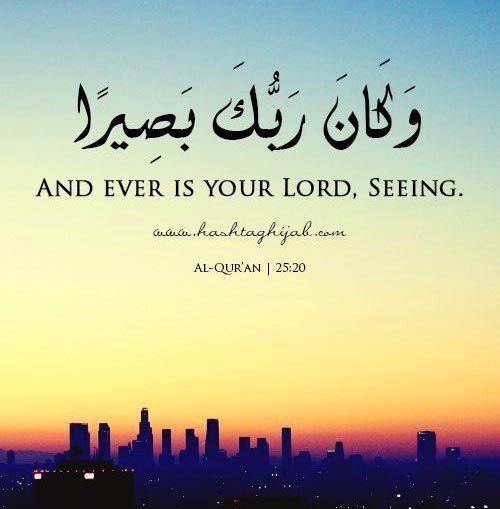 وَكَانَ رَبُّكَ بَصِيرًا
And ever is your Lord, Seeing.
www.hashtaghijab.com
Al-Qur'an | 25:20